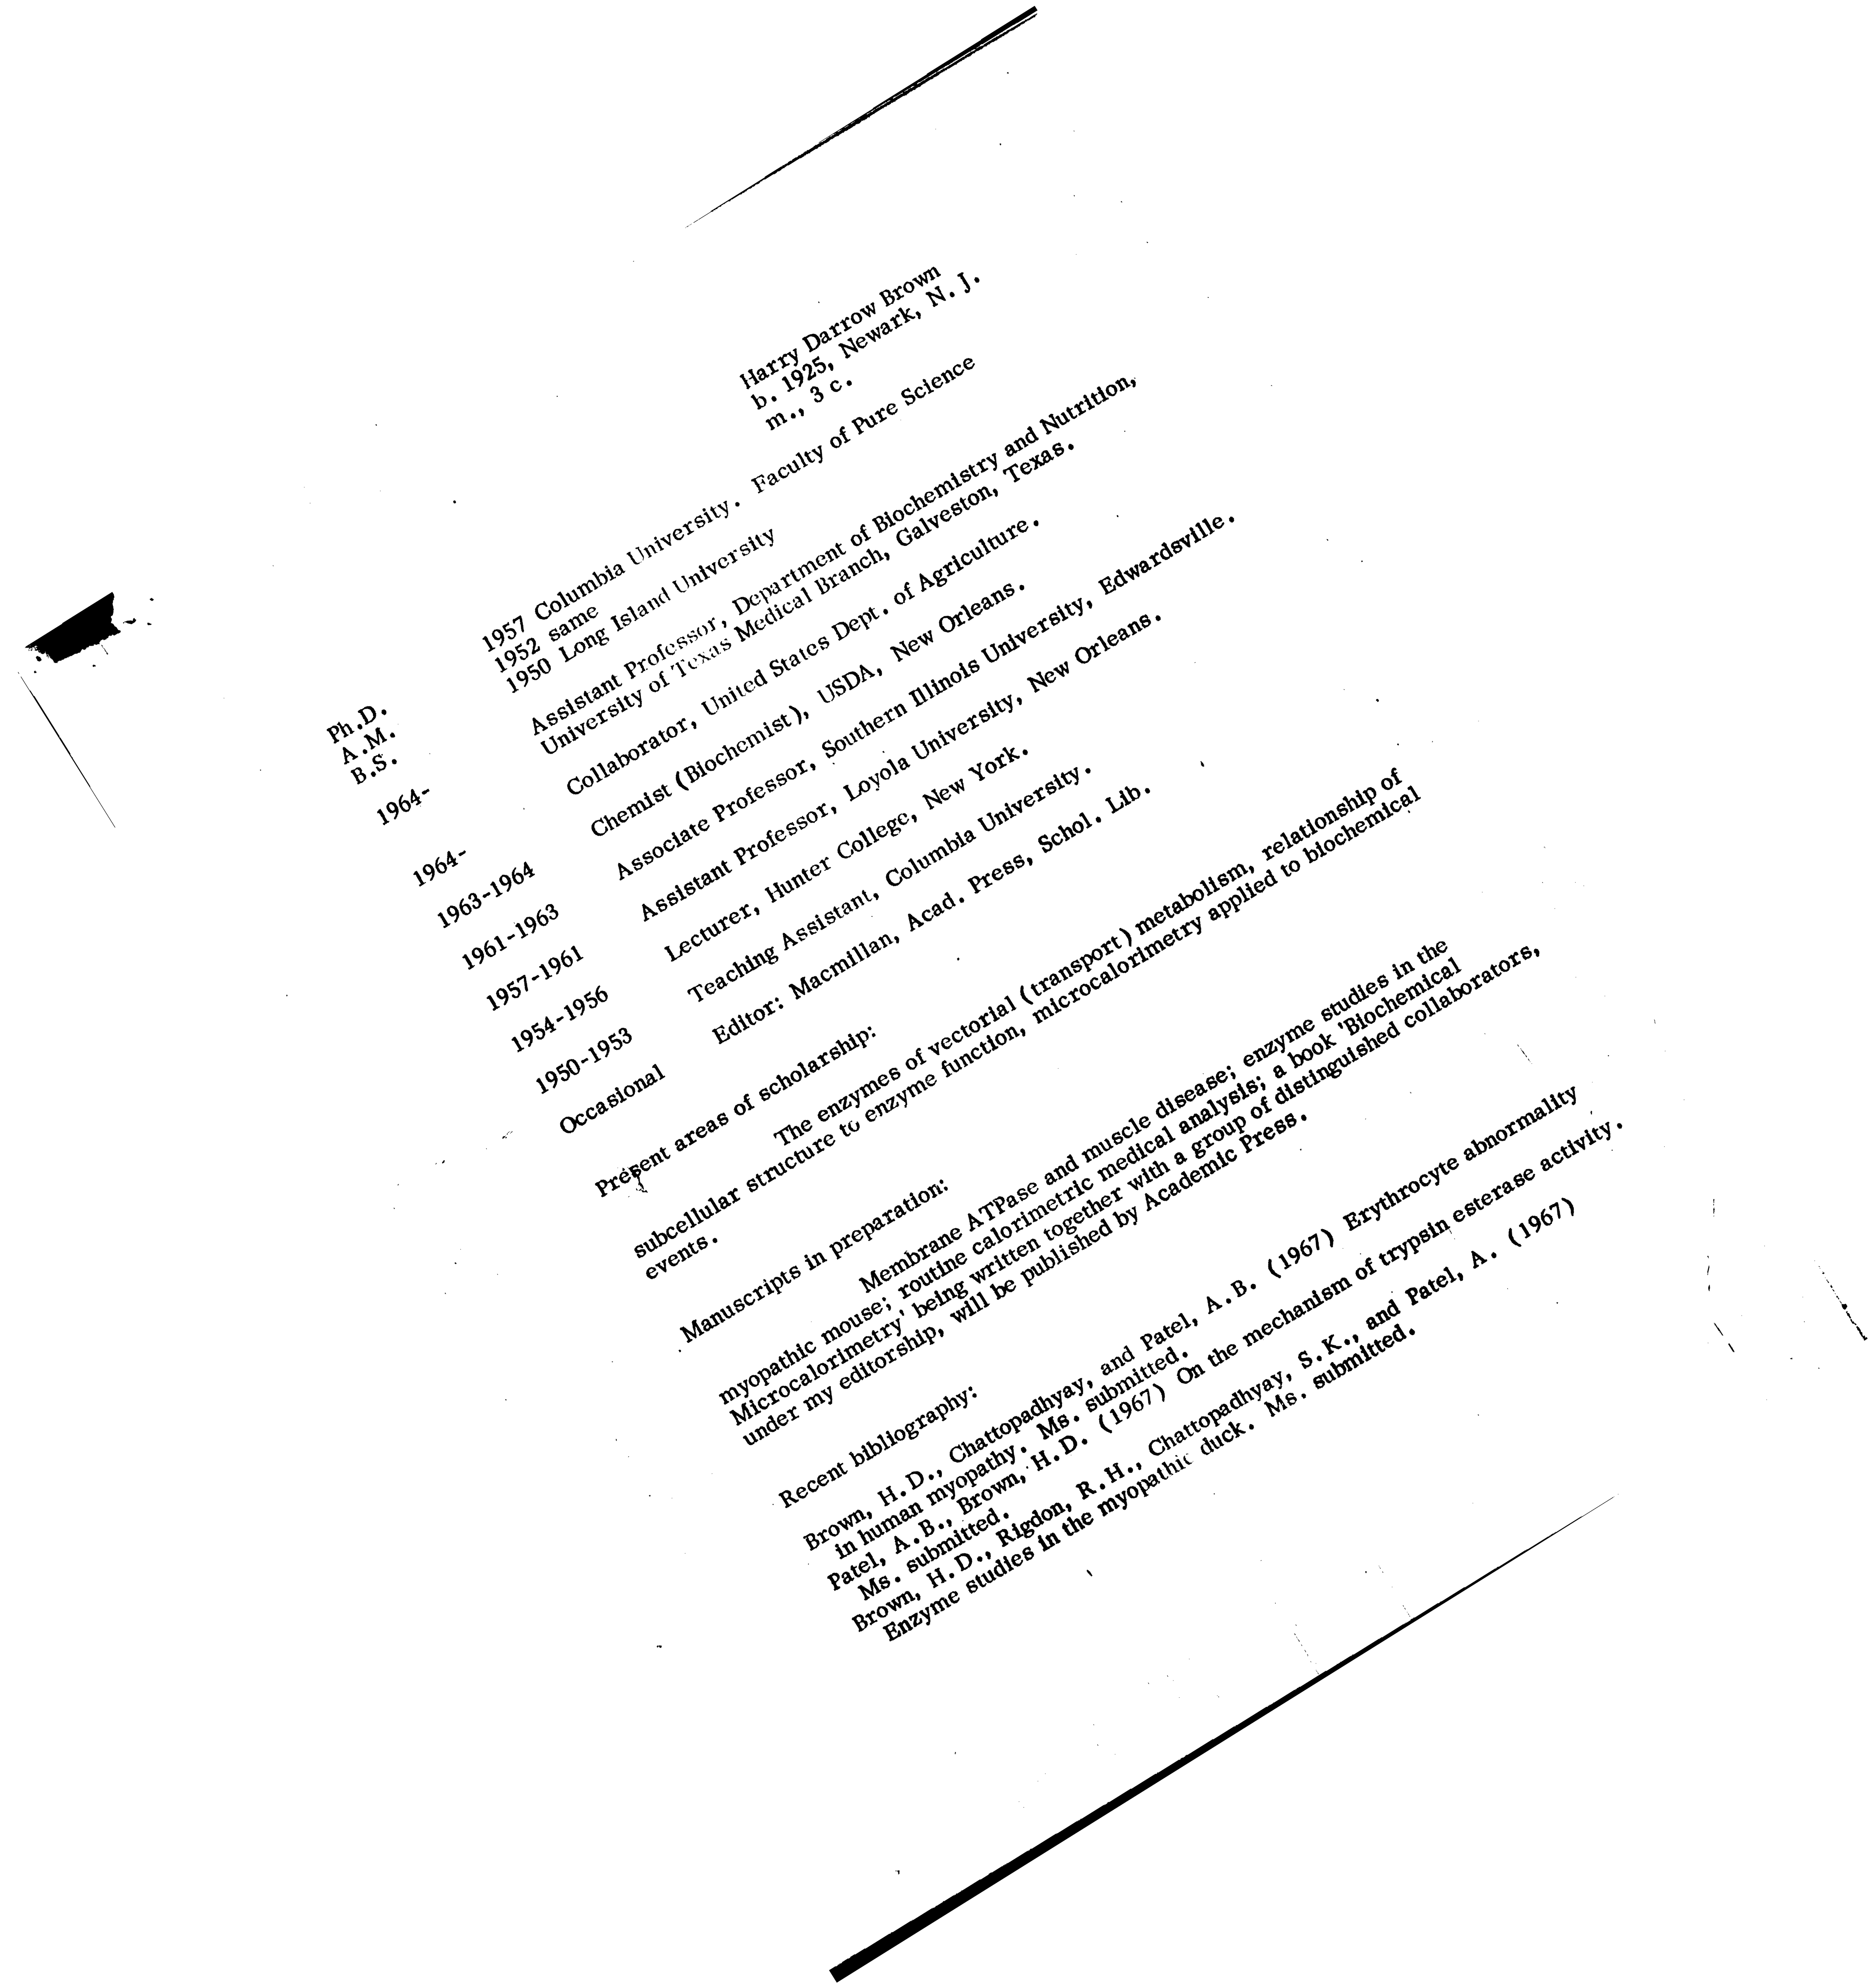 Harry Darrow Brown
b. 1925, Newark, N. J.
m., 3 c.
Ph.D. 1957 Columbia University. Faculty of Pure Science
A.M. 1952 same
B.S. 1950 Long Island University
1964- Assistant Professor, Department of Biochemistry and Nutrition,
University of Texas Medical Branch, Galveston, Texas.
1964- Collaborator, United States Dept. of Agriculture.
1963-1964 Chemist (Biochemist), USDA, New Orleans.
1961-1963 Associate Professor, Southern Illinois University, Edwardsville.
1957-1961 Assistant Professor, Loyola University, New Orleans.
1954-1956 Lecturer, Hunter College, New York.
1950-1953 Teaching Assistant, Columbia University.
Occasional Editor: Macmillan, Acad. Press, Schol. Lib.
Present areas of scholarship:
The enzymes of vectorial (transport) metabolism, relationship of
subcellular structure to enzyme function, microcalorimetry applied to biochemical
events.
Manuscripts in preparation:
Membrane ATPase and muscle disease; enzyme studies in the
myopathic mouse; routine calorimetric medical analysis; a book 'Biochemical
Microcalorimetry' being written together with a group of distinguished collaborators,
under my editorship, will be published by Academic Press.
Recent bibliography:
Brown, H.D., Chattopadhyay, and Patel, A.B. (1967) Erythrocyte abnormality
in human myopathy. Ms. submitted.
Patel, A.B., Brown, H.D. (1967) On the mechanism of trypsin esterase activity.
Ms. submitted.
Brown, H.D., Rigdon, R.H., Chattopadhyay, S.K., and Patel, A. (1967)
Enzyme studies in the myopathic duck. Ms. submitted.